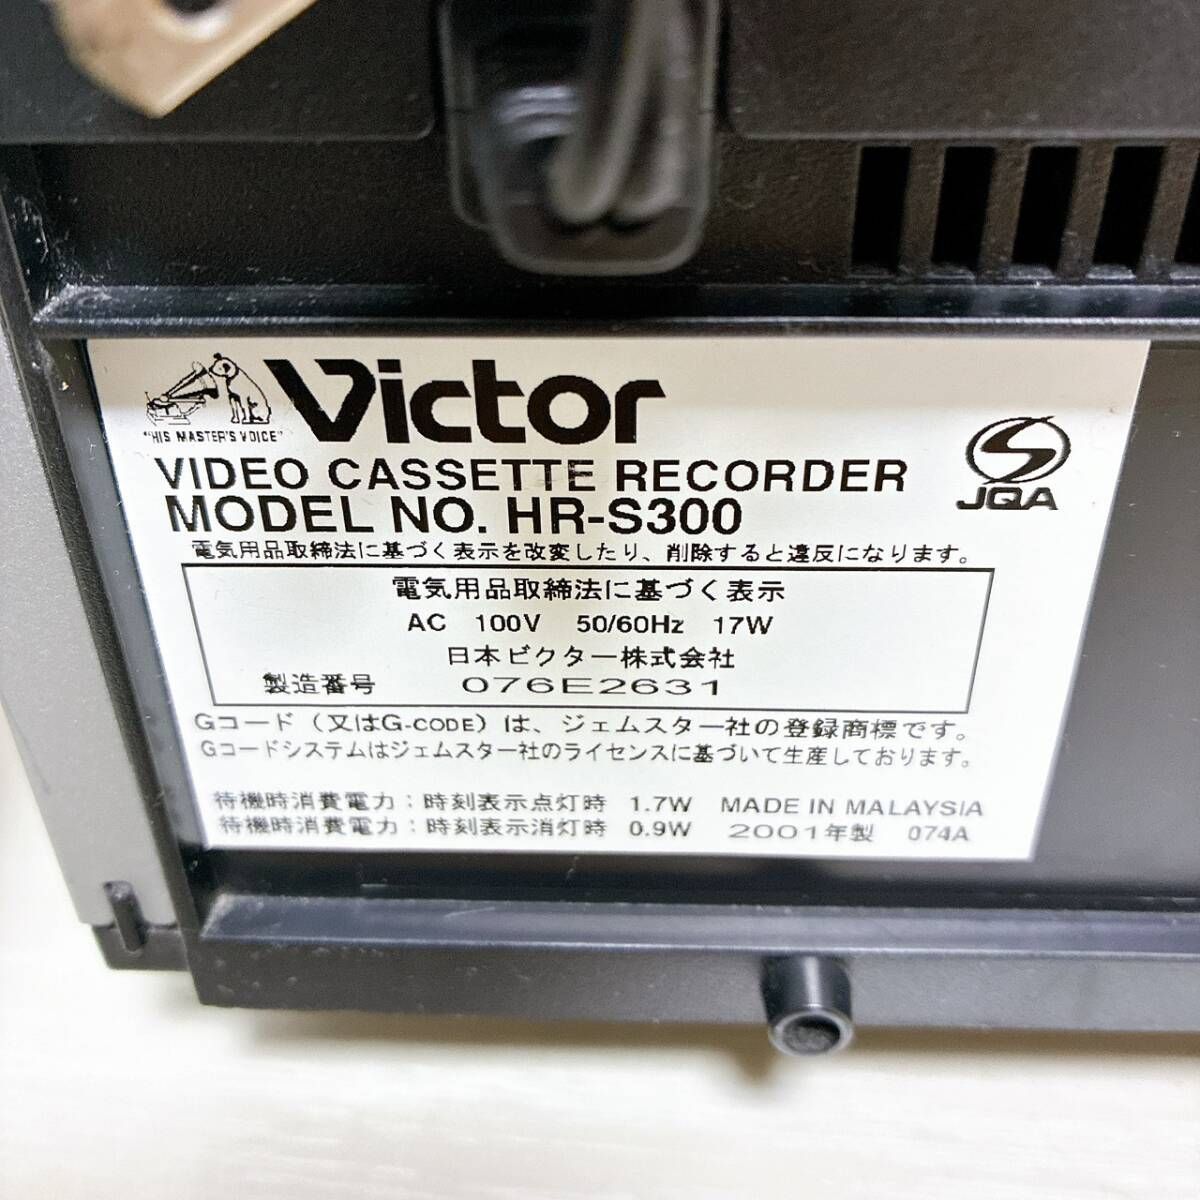 "HIS MASTER'S VOICE"
Victor
JQA
VIDEO CASSETTE RECORDER
MODEL NO. HR-S300
電気用品取締法に基づく表示を改変したり、削除すると違反になります。
電気用品取締法に基づく表示
AC 100V 50/60Hz 17W
日本ビクター株式会社
製造番号 076E2631
Gコード（又はG-CODE）は、ジェムスター社の登録商標です。
Gコードシステムはジェムスター社のライセンスに基づいて生産しております。
待機時消費電力：時刻表示点灯時 1.7W MADE IN MALAYSIA
待機時消費電力：時刻表示消灯時 0.9W 2001年製 074A